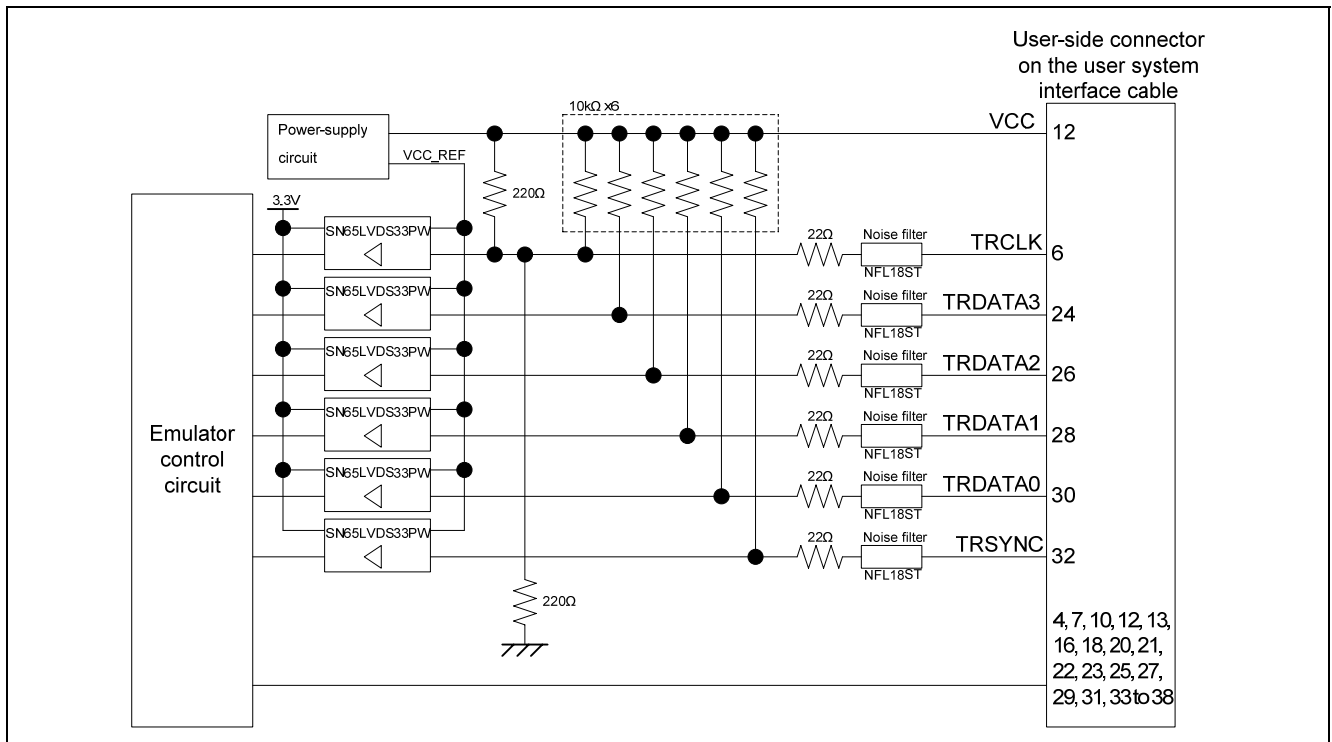 User-side connector
on the user system
interface cable
10kΩ x6
VCC
12
Power-supply
circuit
VCC_REF
220Ω
3.3V
SN65LVDS33PW
22Ω
Noise filter
NFL18ST
TRCLK
6
SN65LVDS33PW
22Ω
Noise filter
NFL18ST
TRDATA3
24
SN65LVDS33PW
22Ω
Noise filter
NFL18ST
TRDATA2
26
SN65LVDS33PW
22Ω
Noise filter
NFL18ST
TRDATA1
28
Emulator
control
circuit
SN65LVDS33PW
22Ω
Noise filter
NFL18ST
TRDATA0
30
SN65LVDS33PW
22Ω
Noise filter
NFL18ST
TRSYNC
32
220Ω
4, 7, 10, 12, 13,
16, 18, 20, 21,
22, 23, 25, 27,
29, 31, 33 to 38